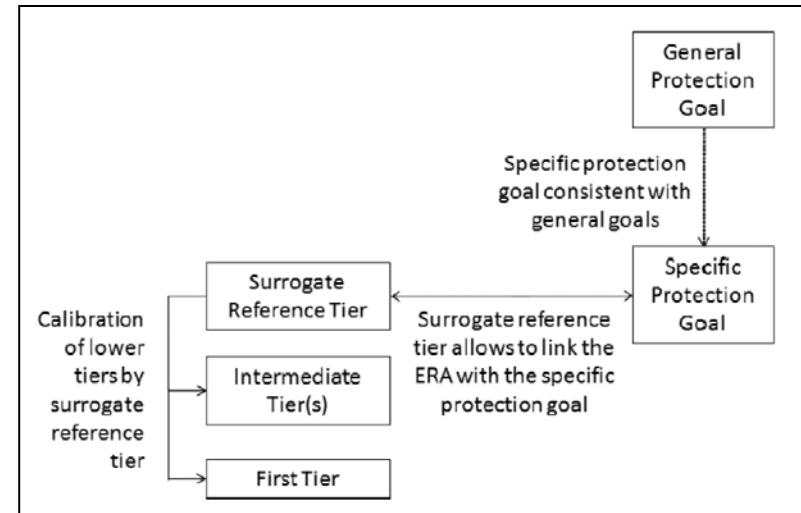 General
Protection
Goal
Specific protection
goal consistent with
general goals
Specific
Protection
Goal
Surrogate
Reference Tier
Surrogate reference
tier allows to link the
ERA with the specific
protection goal
Calibration
of lower
tiers by
surrogate
reference
tier
Intermediate
Tier(s)
First Tier